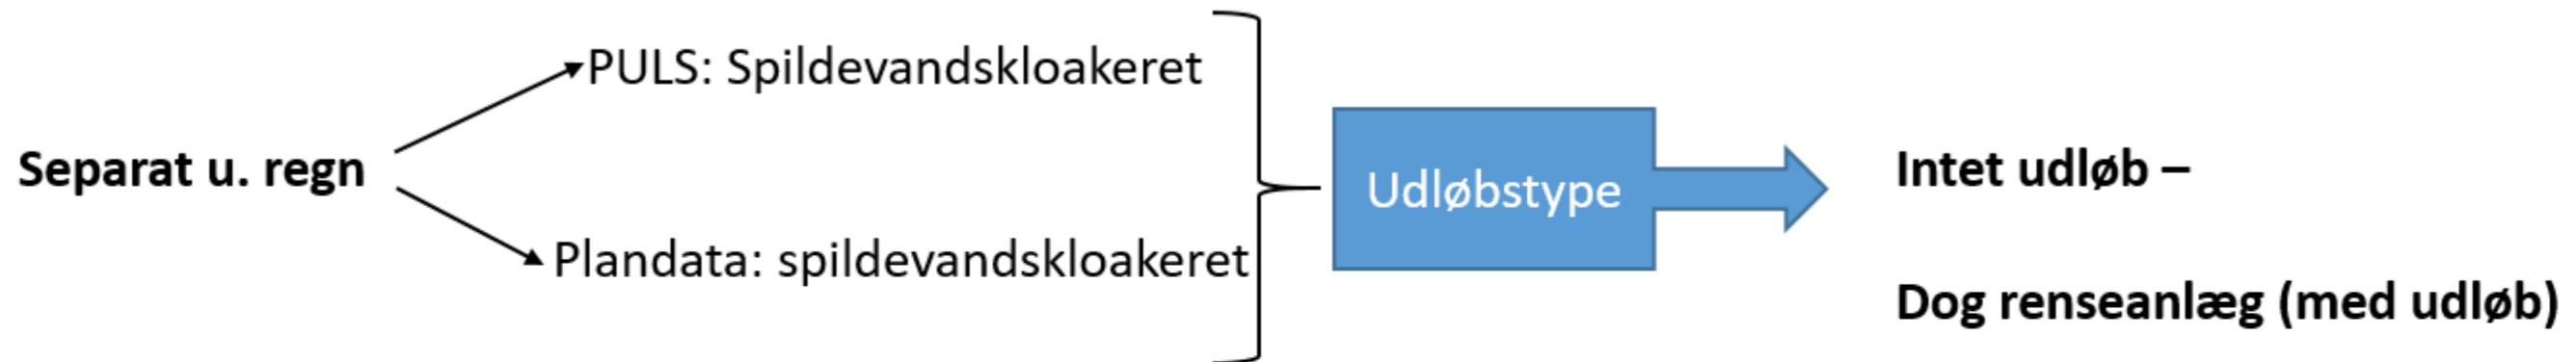 PULS: Spildevandskloakeret
Separat u. regn
Plandata: spildevandskloakeret
Udløbstype
Intet udløb –
Dog renseanlæg (med udløb)